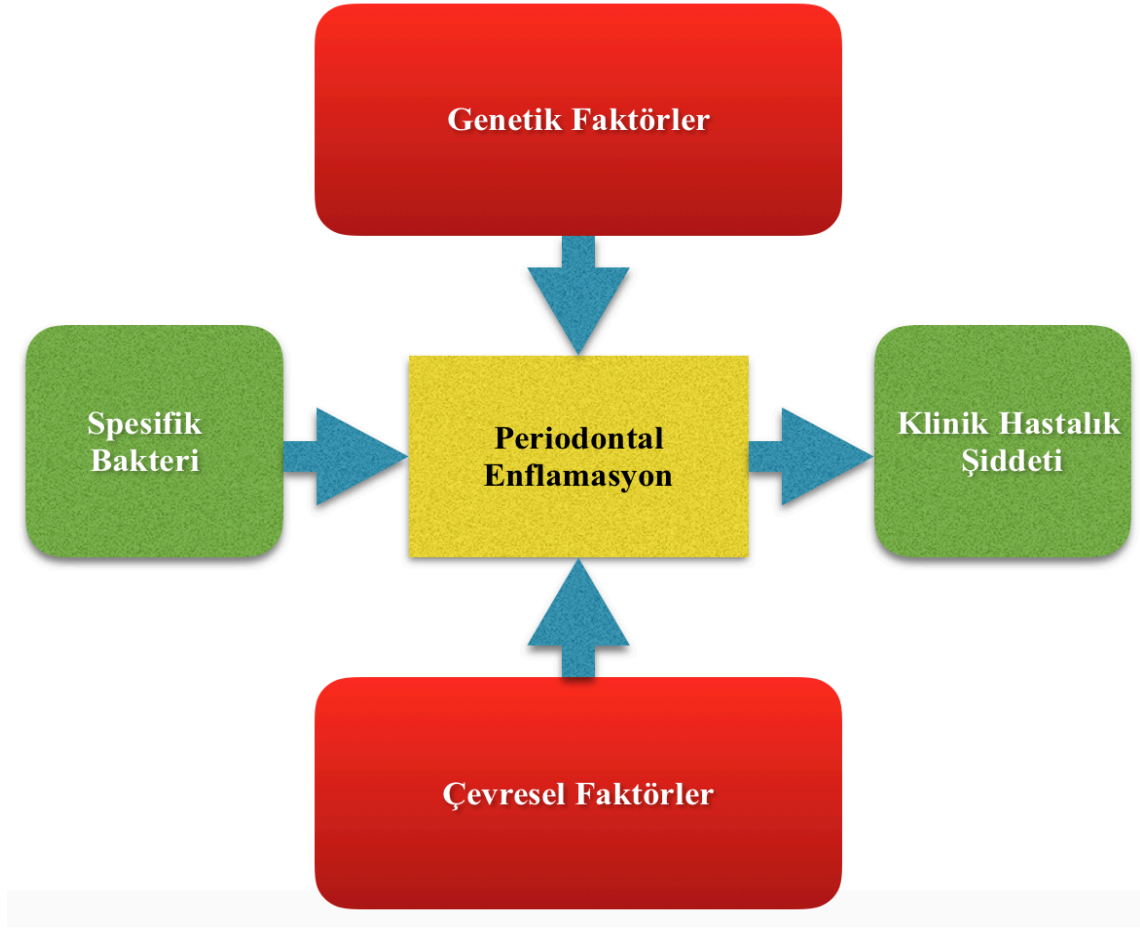 Genetik Faktörler
Spesifik
Bakteri
Periodontal
Enflamasyon
Klinik Hastalık
Şiddeti
Çevresel Faktörler